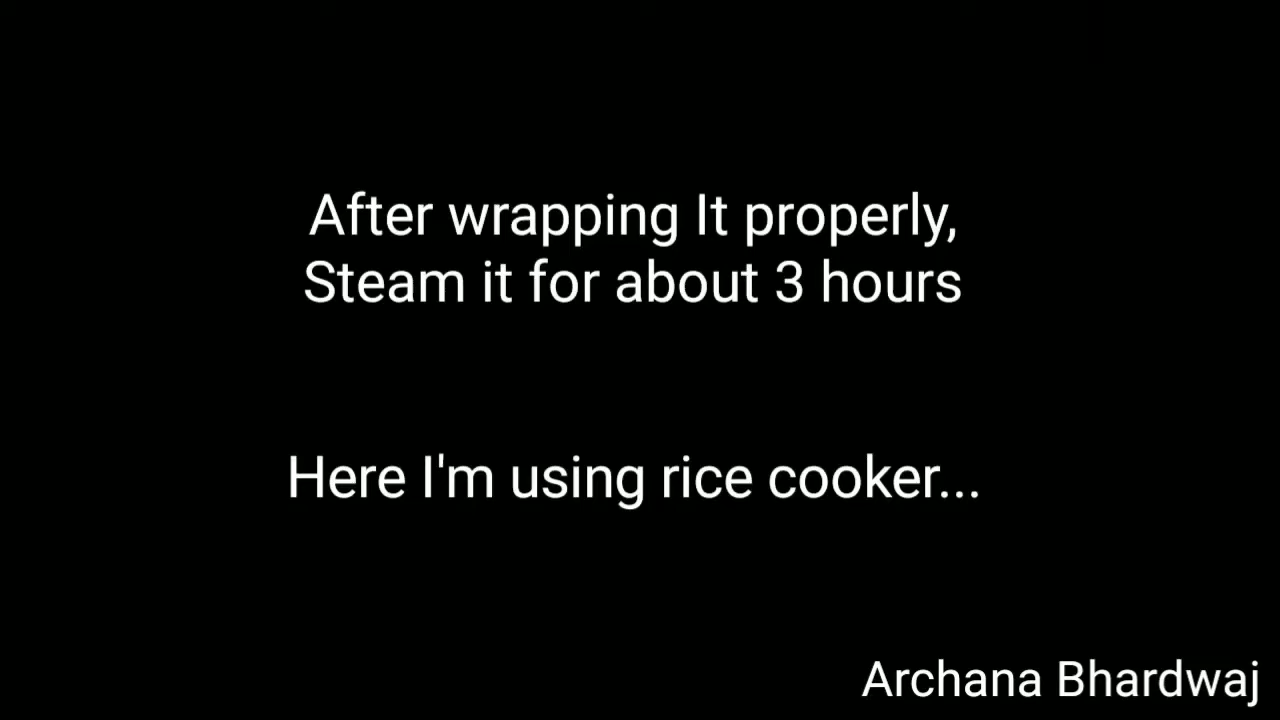 After wrapping It properly,
Steam it for about 3 hours
Here I'm using rice cooker...
Archana Bhardwaj